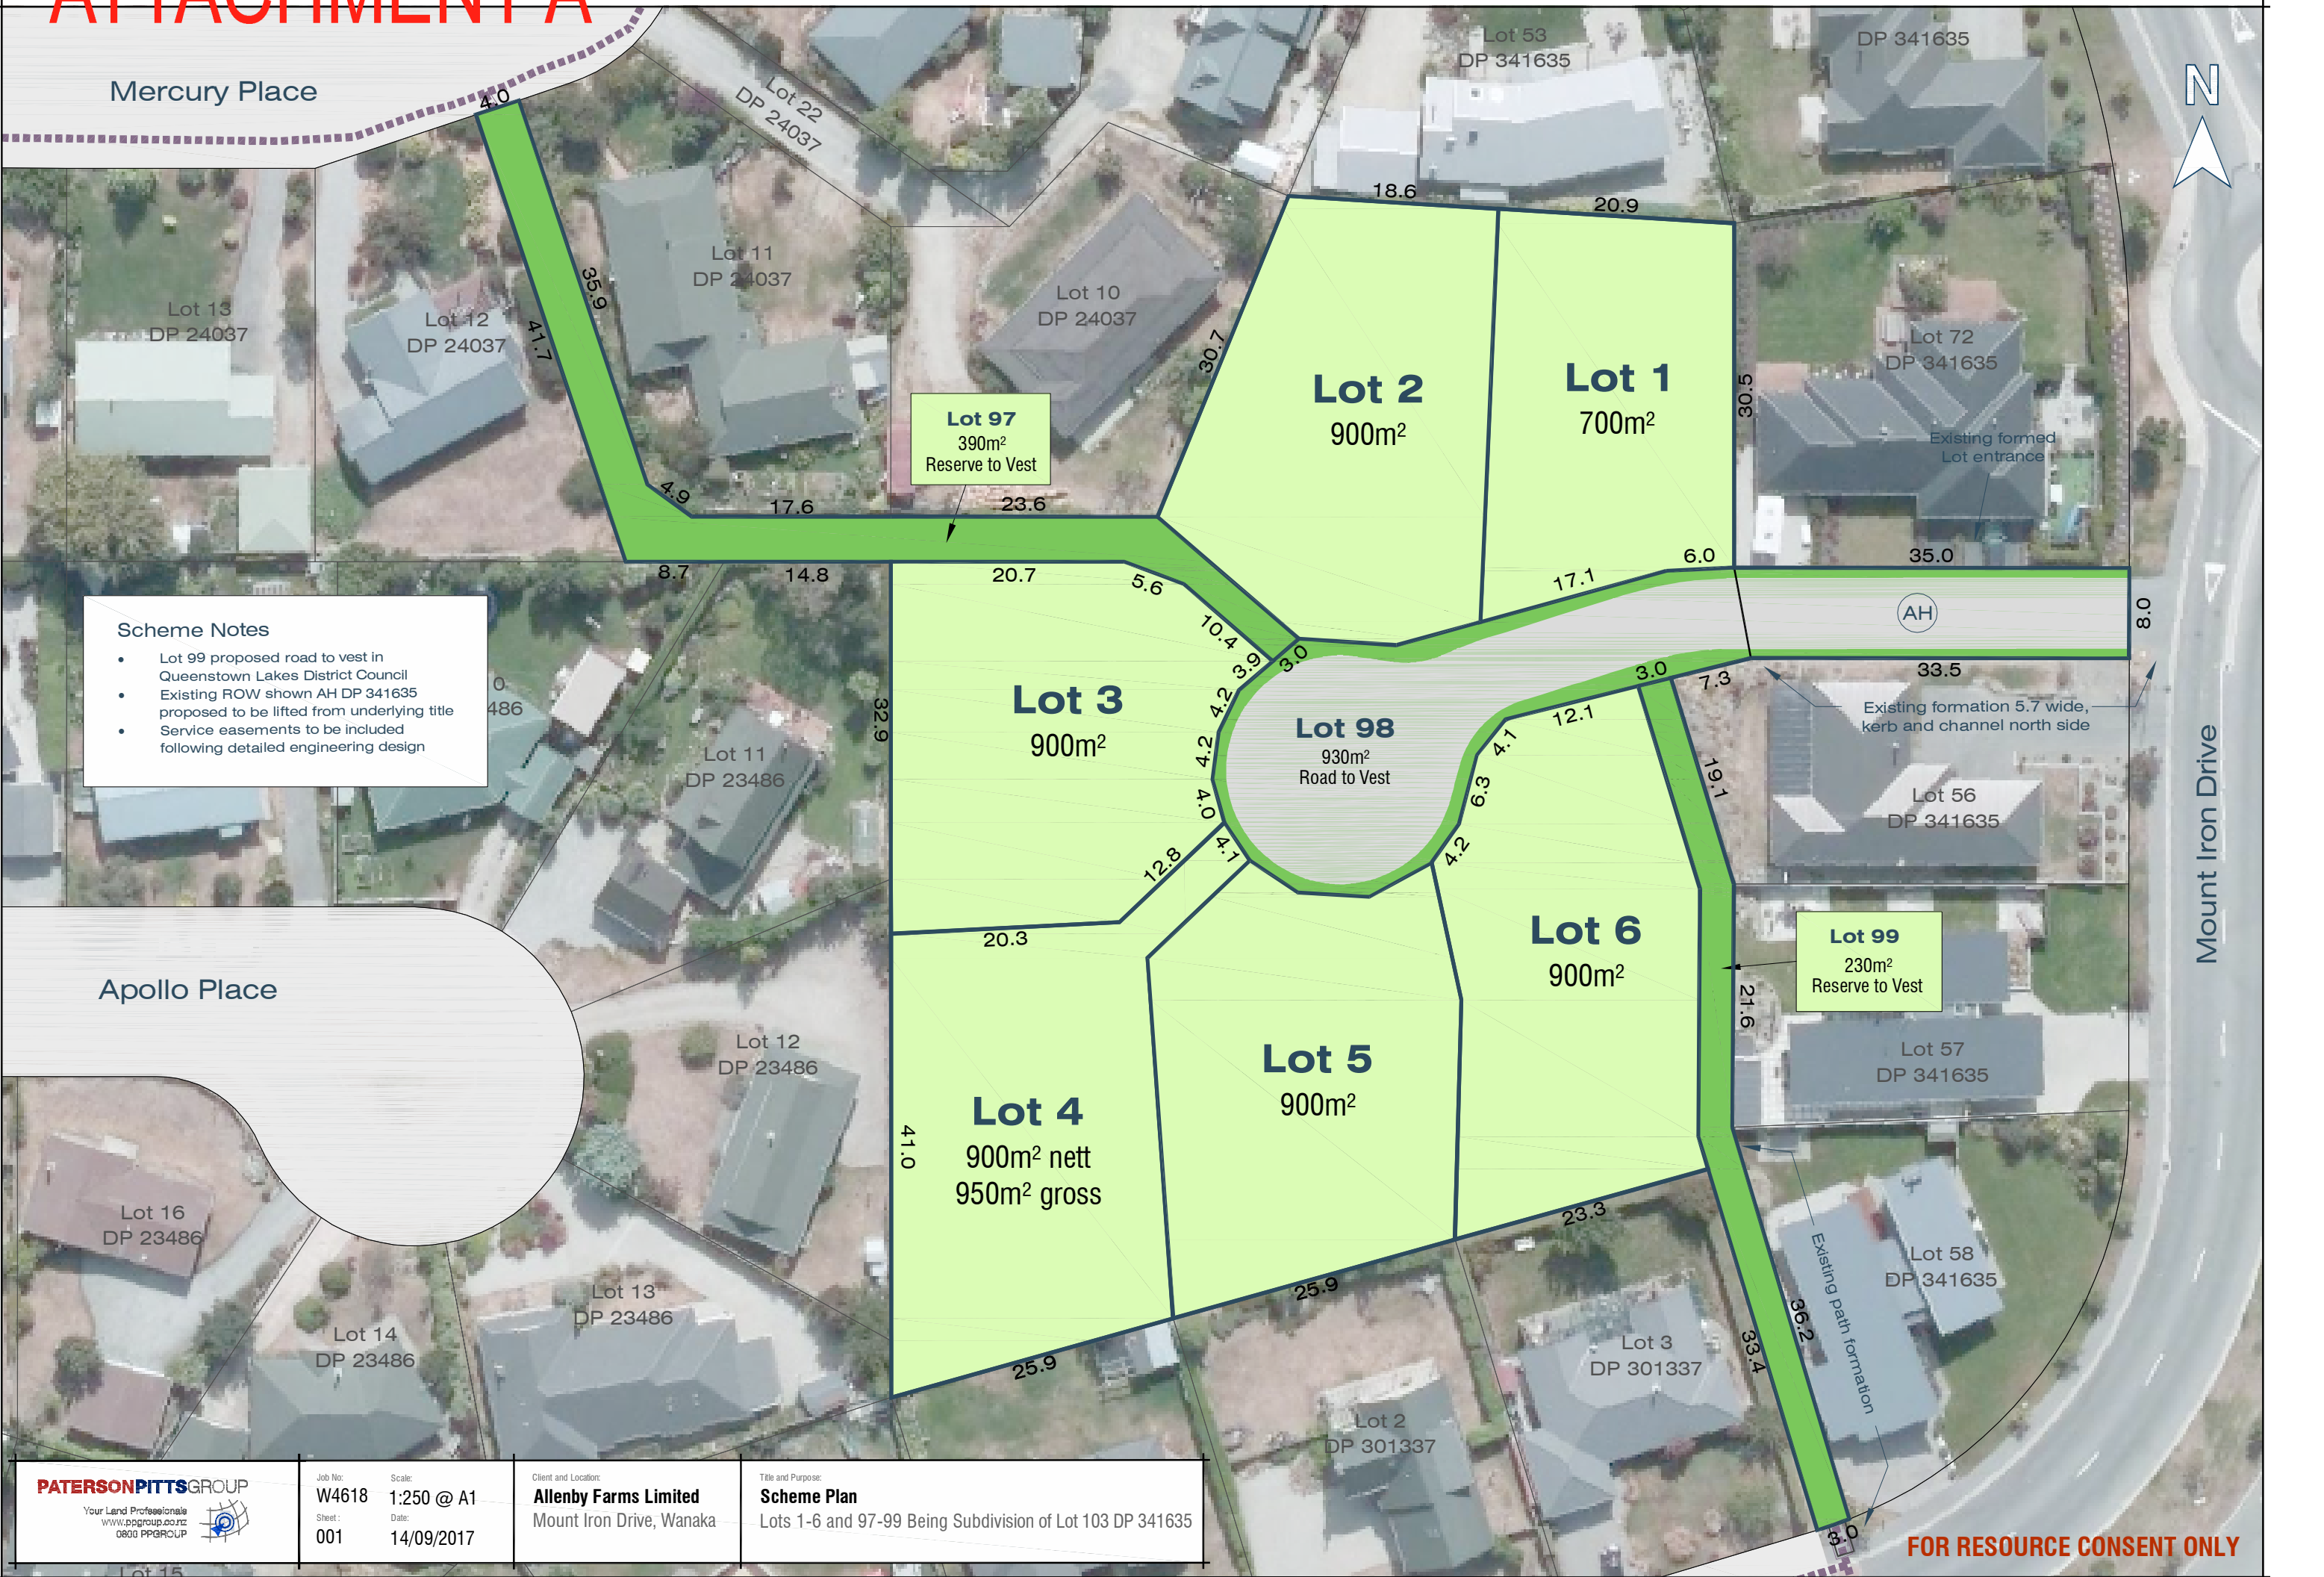 ATTACHMENT A
Mercury Place
4.0
Lot 22
DP 24037
Lot 53
DP 341635
DP 341635
N
18.6
20.9
Lot 13
DP 24037
Lot 12
DP 24037
41.7
35.9
Lot 11
DP 24037
Lot 10
DP 24037
30.7
Lot 2
900m²
Lot 1
700m²
30.5
Lot 72
DP 341635
Existing formed
Lot entrance
Lot 97
390m²
Reserve to Vest
4.9
17.6
23.6
8.7
14.8
20.7
5.6
10.4
3.9
3.0
17.1
6.0
35.0
AH
8.0
33.5
3.0
7.3
Existing formation 5.7 wide,
kerb and channel north side
Mount Iron Drive
Scheme Notes
• Lot 99 proposed road to vest in
Queenstown Lakes District Council
• Existing ROW shown AH DP 341635
proposed to be lifted from underlying title
• Service easements to be included
following detailed engineering design
0
486
Lot 11
DP 23486
32.9
Lot 3
900m²
4.2
4.2
4.0
4.1
12.8
20.3
Lot 98
930m²
Road to Vest
12.1
4.1
6.3
4.2
19.1
Lot 56
DP 341635
Lot 6
900m²
Lot 99
230m²
Reserve to Vest
21.6
Lot 57
DP 341635
Apollo Place
Lot 12
DP 23486
Lot 4
900m² nett
950m² gross
41.0
Lot 5
900m²
23.3
25.9
25.9
Lot 16
DP 23486
Lot 14
DP 23486
Lot 13
DP 23486
Lot 58
DP 341635
Existing path formation
36.2
33.4
Lot 3
DP 301337
Lot 2
DP 301337
3.0
PATERSONPITTSGROUP
Your Land Professionals
www.ppgroup.co.nz
0800 PPGROUP
Job No:
W4618
Scale:
1:250 @ A1
Sheet :
001
Date:
14/09/2017
Client and Location:
Allenby Farms Limited
Mount Iron Drive, Wanaka
Title and Purpose:
Scheme Plan
Lots 1-6 and 97-99 Being Subdivision of Lot 103 DP 341635
FOR RESOURCE CONSENT ONLY
Lot 15